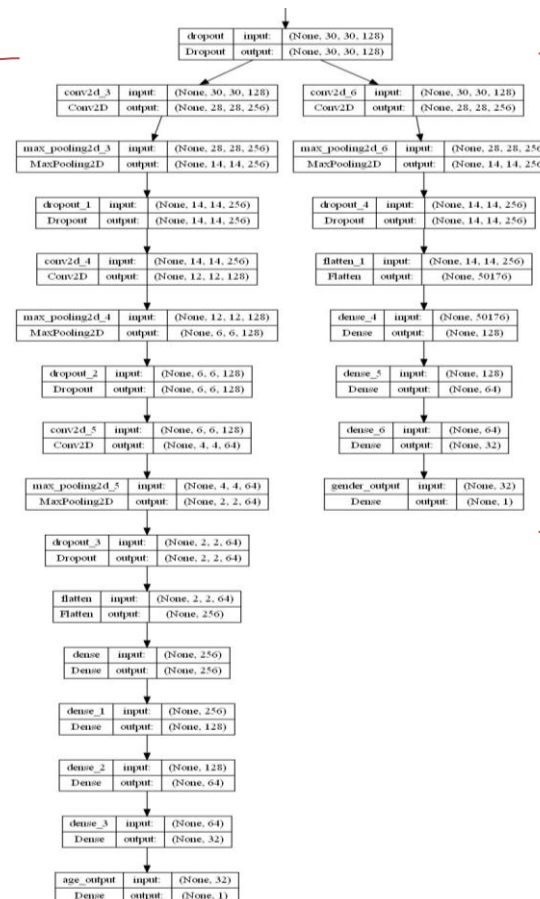 dropout input: (None, 30, 30, 128)
Dropout output: (None, 30, 30, 128)
conv2d_3 input: (None, 30, 30, 128)
Conv2D output: (None, 28, 28, 256)
conv2d_6 input: (None, 30, 30, 128)
Conv2D output: (None, 28, 28, 256)
max_pooling2d_3 input: (None, 28, 28, 256)
MaxPooling2D output: (None, 14, 14, 256)
max_pooling2d_6 input: (None, 28, 28, 256
MaxPooling2D output: (None, 14, 14, 256
dropout_1 input: (None, 14, 14, 256)
Dropout output: (None, 14, 14, 256)
dropout_4 input: (None, 14, 14, 256)
Dropout output: (None, 14, 14, 256)
conv2d_4 input: (None, 14, 14, 256)
Conv2D output: (None, 12, 12, 128)
flatten_1 input: (None, 14, 14, 256)
Flatten output: (None, 50176)
max_pooling2d_4 input: (None, 12, 12, 128)
MaxPooling2D output: (None, 6, 6, 128)
dense_4 input: (None, 50176)
Dense output: (None, 128)
dropout_2 input: (None, 6, 6, 128)
Dropout output: (None, 6, 6, 128)
dense_5 input: (None, 128)
Dense output: (None, 64)
conv2d_5 input: (None, 6, 6, 128)
Conv2D output: (None, 4, 4, 64)
dense_6 input: (None, 64)
Dense output: (None, 32)
max_pooling2d_5 input: (None, 4, 4, 64)
MaxPooling2D output: (None, 2, 2, 64)
gender_output input: (None, 32)
Dense output: (None, 1)
dropout_3 input: (None, 2, 2, 64)
Dropout output: (None, 2, 2, 64)
flatten input: (None, 2, 2, 64)
Flatten output: (None, 256)
dense input: (None, 256)
Dense output: (None, 256)
dense_1 input: (None, 256)
Dense output: (None, 128)
dense_2 input: (None, 128)
Dense output: (None, 64)
dense_3 input: (None, 64)
Dense output: (None, 32)
age_output input: (None, 32)
Dense output: (None, 1)